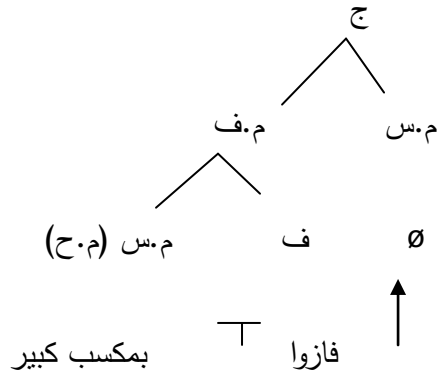 ج
م.س م.ف
ø ف م.س (م.ح)
فازوا بمكسب كبير